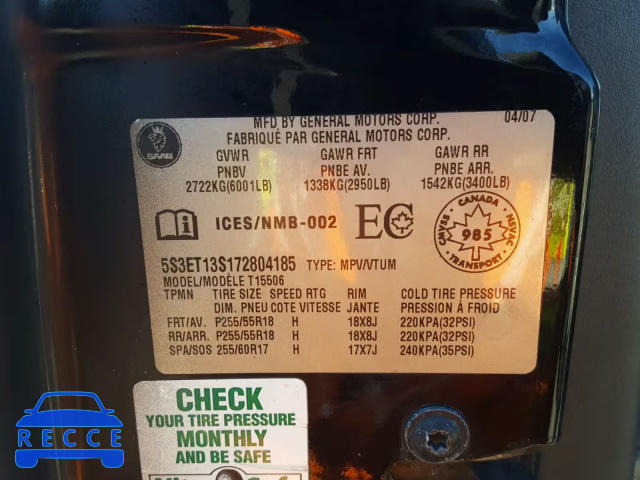 MFD BY GENERAL MOTORS CORP. 04/07
FABRIQUÉ PAR GENERAL MOTORS CORP.
SAAB
GVWR GAWR FRT GAWR RR
PNBV PNBE AV. PNBE ARR.
2722KG(6001LB) 1338KG(2950LB) 1542KG(3400LB)
ICES/NMB-002 EC
CANADA
CMVSS 985 NSVAC
TRANSPORT
5S3ET13S172804185 TYPE: MPV/VTUM
MODEL/MODÈLE T15506
TPMN TIRE SIZE SPEED RTG RIM COLD TIRE PRESSURE
DIM. PNEU COTE VITESSE JANTE PRESSION À FROID
FRT/AV. P255/55R18 H 18X8J 220KPA(32PSI)
RR/ARR. P255/55R18 H 18X8J 220KPA(32PSI)
SPA/SOS 255/60R17 H 17X7J 240KPA(35PSI)
CHECK
YOUR TIRE PRESSURE
MONTHLY
AND BE SAFE
RECCE